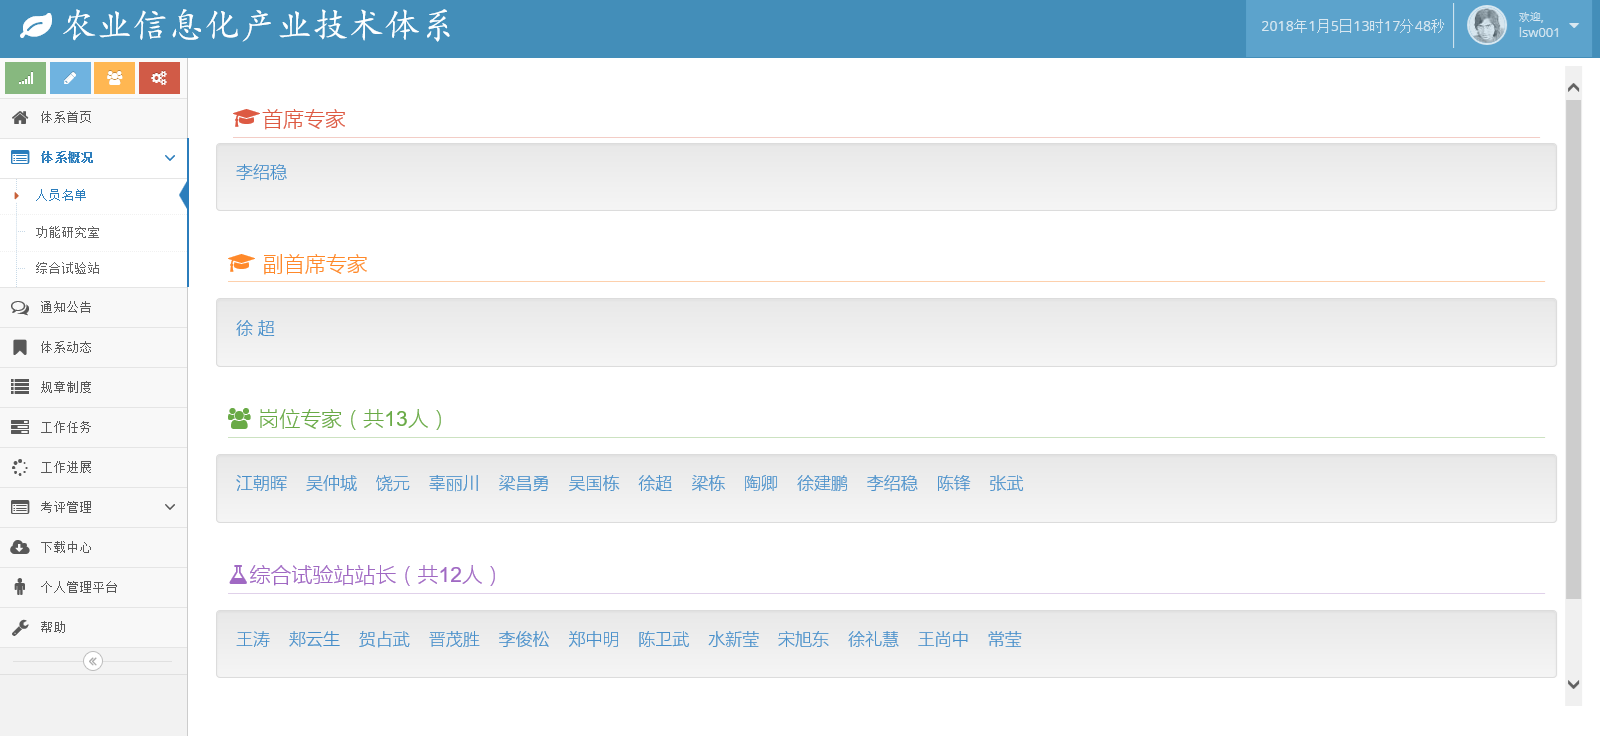 农业信息化产业技术体系
2018年1月5日13时17分48秒
欢迎,
lsw001
体系首页
体系概况
人员名单
功能研究室
综合试验站
通知公告
体系动态
规章制度
工作任务
工作进展
考评管理
下载中心
个人管理平台
帮助
首席专家
李绍稳
副首席专家
徐 超
岗位专家（共13人）
江朝晖 吴仲城 饶元 辜丽川 梁昌勇 吴国栋 徐超 梁栋 陶卿 徐建鹏 李绍稳 陈锋 张武
综合试验站站长（共12人）
王涛 郏云生 贺占武 晋茂胜 李俊松 郑中明 陈卫武 水新莹 宋旭东 徐礼慧 王尚中 常莹